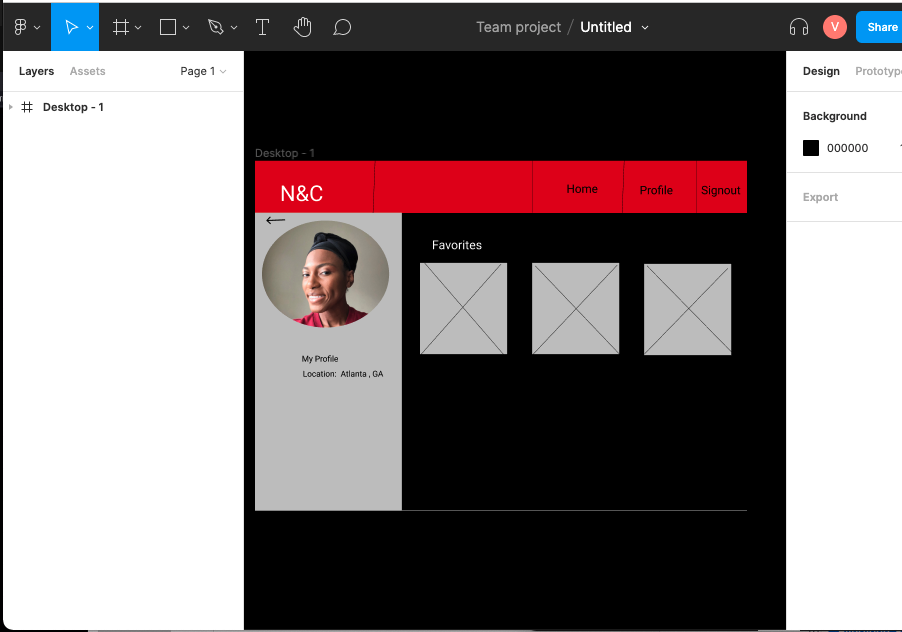 Team project / Untitled
V
Share
Layers Assets Page 1
Design Prototyp
Desktop - 1
Background
000000
Desktop - 1
Export
N&C
Home Profile Signout
Favorites
My Profile
Location: Atlanta , GA